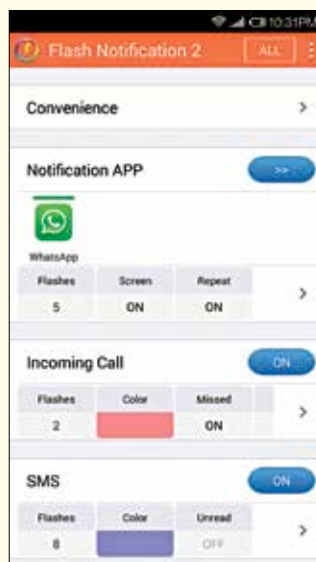 10:31PM
Flash Notification 2 ALL
Convenience >
Notification APP >>
WhatsApp
Flashes Screen Repeat
5 ON ON >
Incoming Call ON
Flashes Color Missed
2 ON >
SMS ON
Flashes Color Unread
8 OFF >